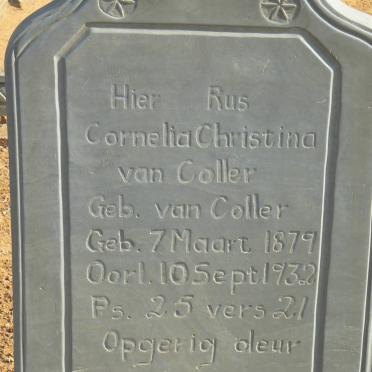 Hier Rus
Cornelia Christina
van Coller
Geb. van Coller
Geb. 7 Maart 1879
Oorl. 10 Sept 1932
Ps. 25 vers 21
Opgerig deur